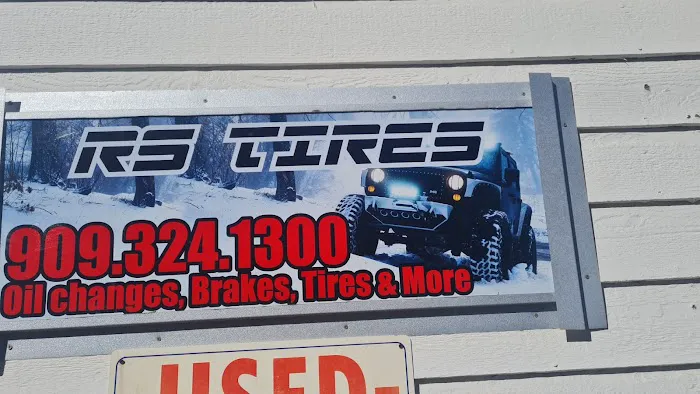 RS TIRES
909.324.1300
Oil changes, Brakes, Tires & More
USED-